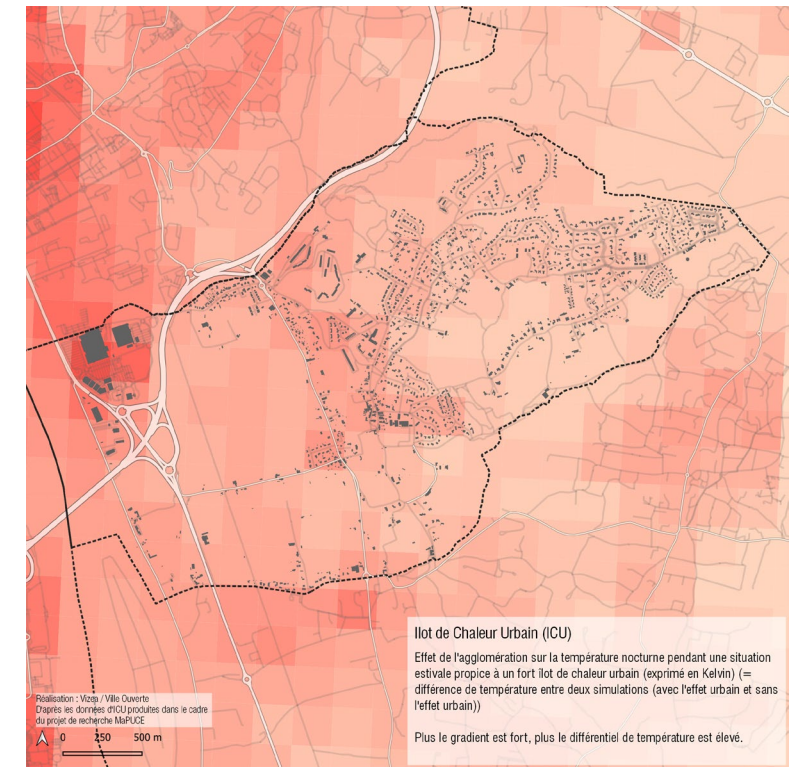 Ilot de Chaleur Urbain (ICU)
Effet de l'agglomération sur la température nocturne pendant une situation
estivale propice à un fort îlot de chaleur urbain (exprimé en Kelvin) (=
différence de température entre deux simulations (avec l'effet urbain et sans
l'effet urbain))
Plus le gradient est fort, plus le différentiel de température est élevé.
Réalisation : Vizea / Ville Ouverte
D'après les données d'ICU produites dans le cadre
du projet de recherche MaPUCE
0 250 500 m